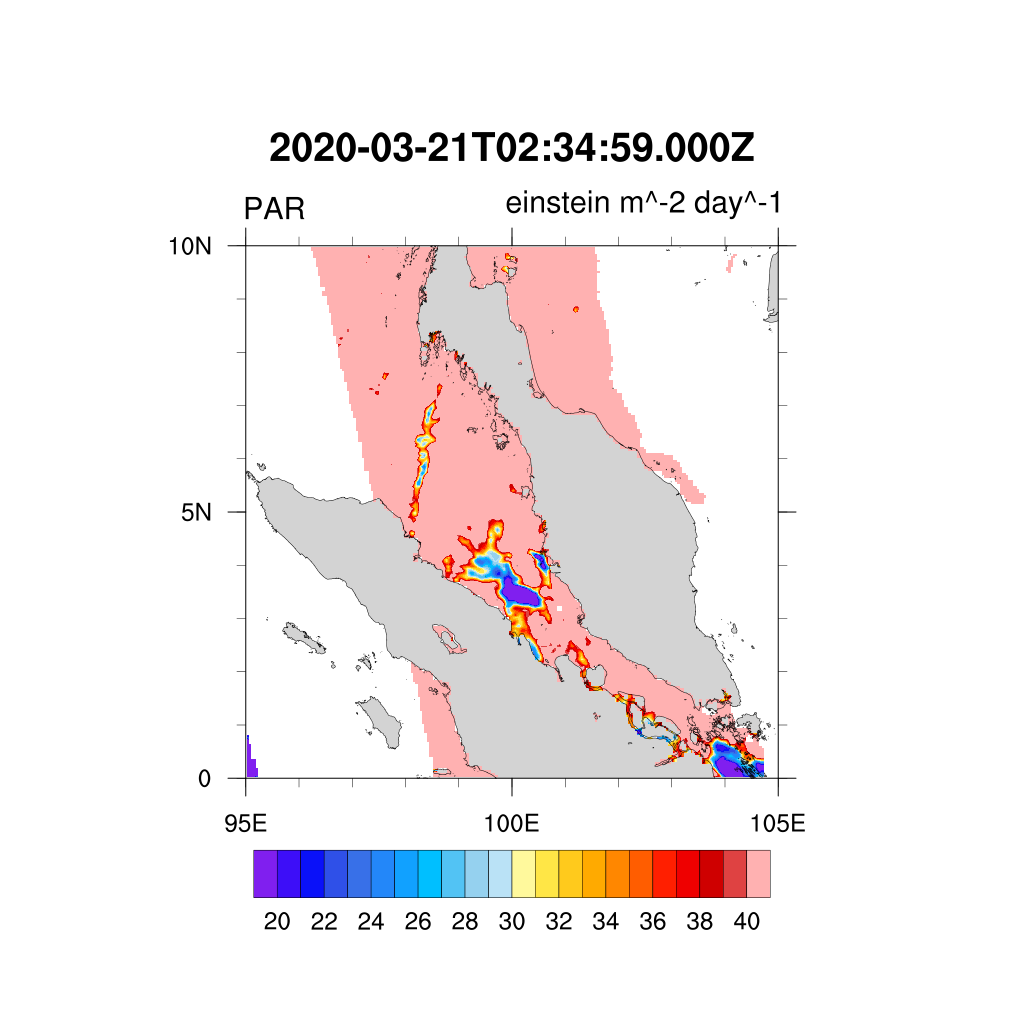 2020-03-21T02:34:59.000Z
PAR einstein m^-2 day^-1
10N
5N
0
95E 100E 105E
20 22 24 26 28 30 32 34 36 38 40